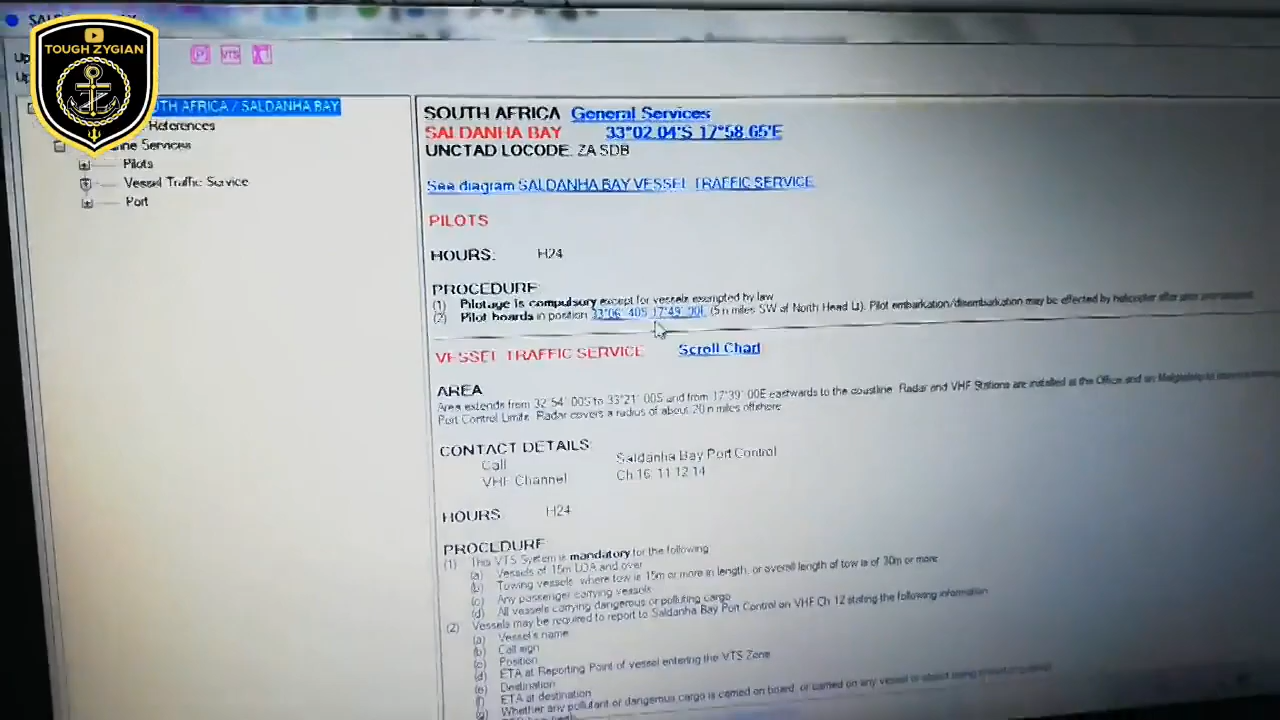 TOUGH ZYGIAN
P
VTS
TH AFRICA / SALDANHA BAY
References
Services
Pilots
Vessel Traffic Service
Port
SOUTH AFRICA General Services
SALDANHA BAY 33°02.04'S 17°58.65'E
UNCTAD LOCODE: ZA SDB
See diagram SALDANHA BAY VESSEL TRAFFIC SERVICE
PILOTS
HOURS: H24
PROCEDURE
(1) Pilotage is compulsory except for vessels exempted by law
(2) Pilot boards in position 33°06'.40S 17°49'.00E (5 n miles SW of North Head Lt). Pilot embarkation/disembarkation may be effected by helicopter after prior
VESSEL TRAFFIC SERVICE Scroll Chart
AREA
Area extends from 32°54'.00S to 33°21'.00S and from 17°39'.00E eastwards to the coastline. Radar and VHF Stations are installed at the Office and on
Port Control Limits. Radar covers a radius of about 20 n miles offshore
CONTACT DETAILS:
Call Saldanha Bay Port Control
VHF Channel Ch 16 11 12 14
HOURS H24
PROCEDURE
(1) This VTS System is mandatory for the following
(a) Vessels of 15m LOA and over
(b) Towing vessels where tow is 15m or more in length, or overall length of tow is of 30m or more
(c) Any passenger carrying vessels
(d) All vessels carrying dangerous or polluting cargo
(2) Vessels may be required to report to Saldanha Bay Port Control on VHF Ch 12 stating the following information
(a) Vessel's name
(b) Call sign
(c) Position
(d) ETA at Reporting Point of vessel entering the VTS Zone
(e) Destination
(f) ETA at destination
(g) Whether any pollutant or dangerous cargo is carried on board, or carried on any vessel or object being